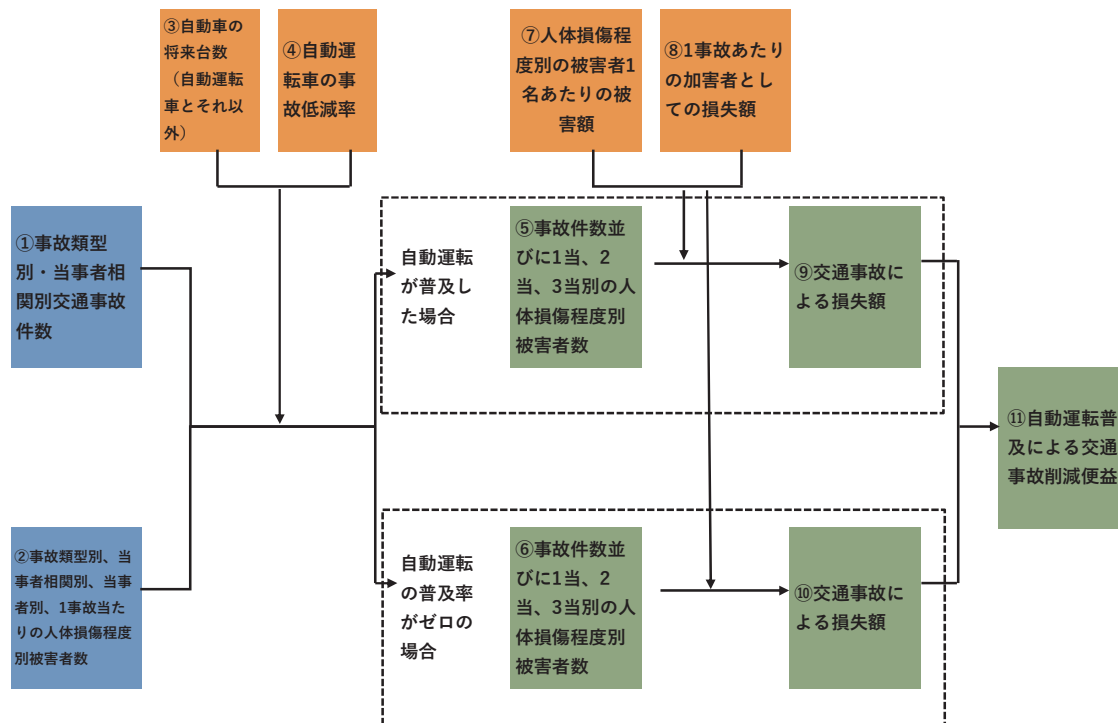 ③自動車の
将来台数
（自動運転
車とそれ以
外）
④自動運
転車の事
故低減率
⑦人体損傷程
度別の被害者1
名あたりの被
害額
⑧1事故あたり
の加害者とし
ての損失額
①事故類型
別・当事者相
関別交通事故
件数
自動運転
が普及し
た場合
⑤事故件数並
びに1当、2
当、3当別の人
体損傷程度別
被害者数
⑨交通事故に
よる損失額
⑪自動運転普
及による交通
事故削減便益
②事故類型別、当
事者相関別、当事
者別、1事故当た
りの人体損傷程度
別被害者数
自動運転
の普及率
がゼロの
場合
⑥事故件数並
びに1当、2
当、3当別の人
体損傷程度別
被害者数
⑩交通事故に
よる損失額